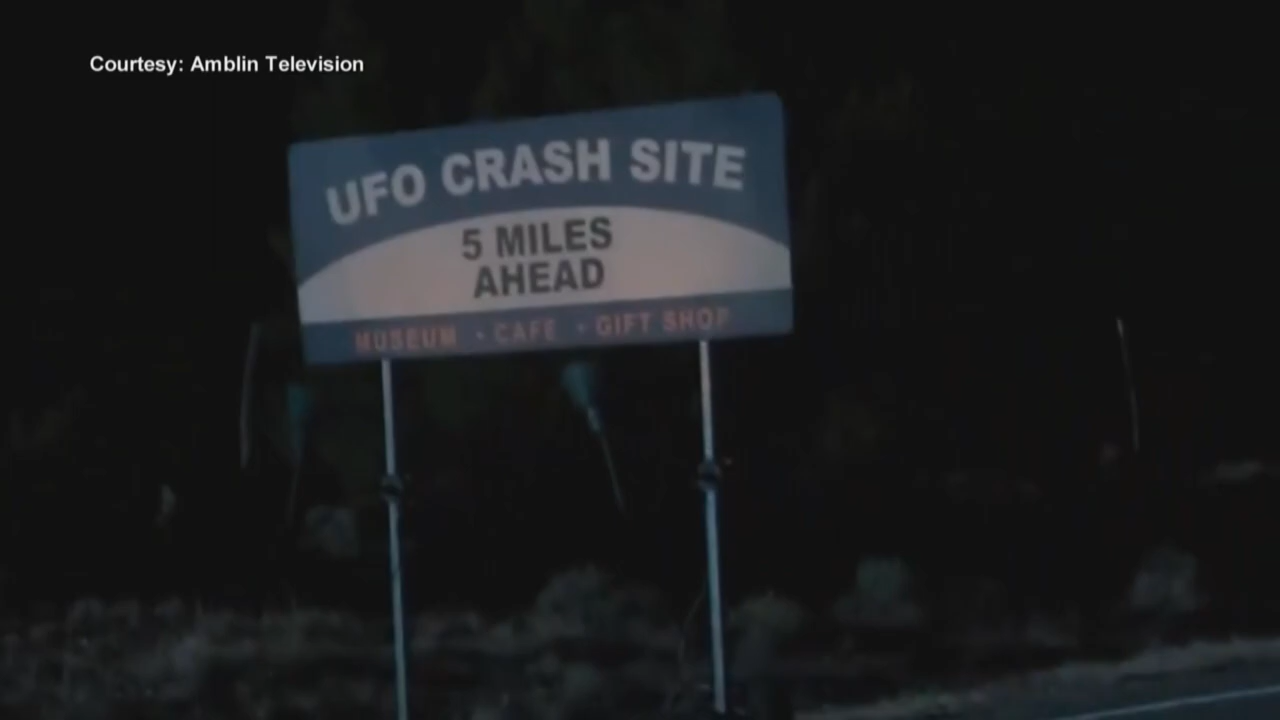 Courtesy: Amblin Television
UFO CRASH SITE
5 MILES
AHEAD
MUSEUM · CAFE · GIFT SHOP